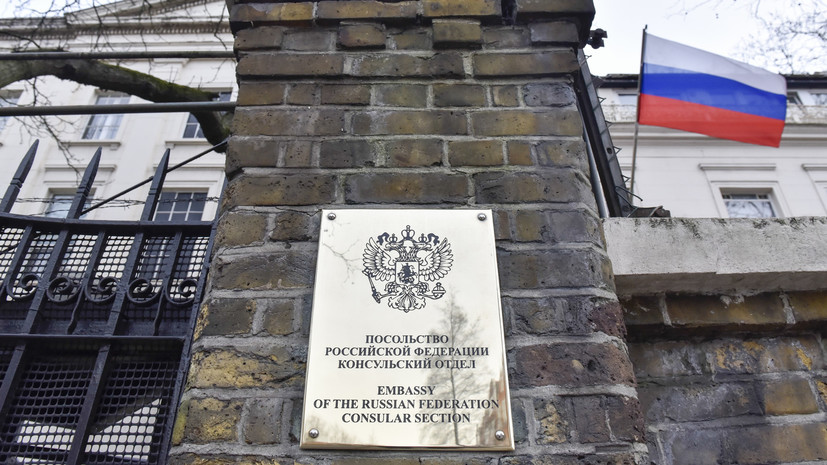 ПОСОЛЬСТВО
РОССИЙСКОЙ ФЕДЕРАЦИИ
КОНСУЛЬСКИЙ ОТДЕЛ
EMBASSY
OF THE RUSSIAN FEDERATION
CONSULAR SECTION